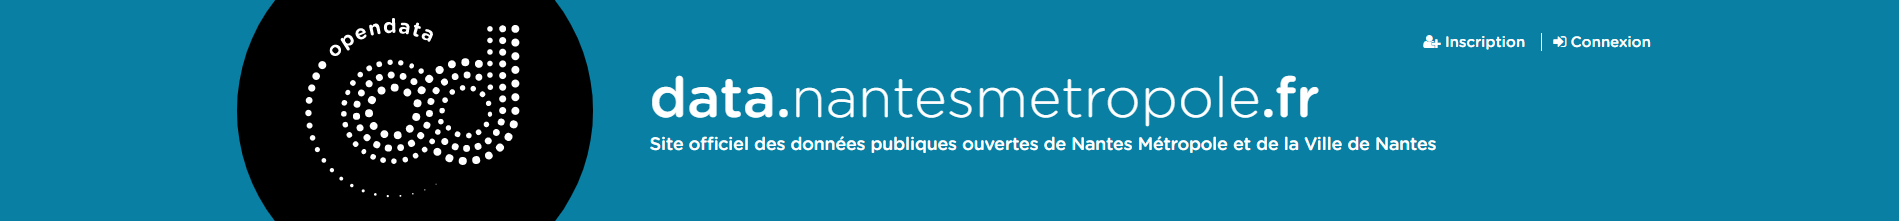 opendata
od
Inscription
Connexion
data.nantesmetropole.fr
Site officiel des données publiques ouvertes de Nantes Métropole et de la Ville de Nantes